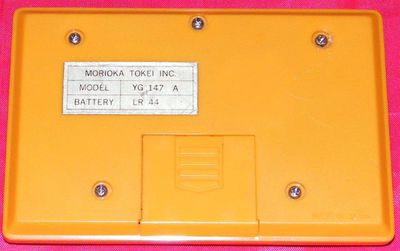 MORIOKA TOKEI INC.
MODEL YG 147 A
BATTERY LR 44